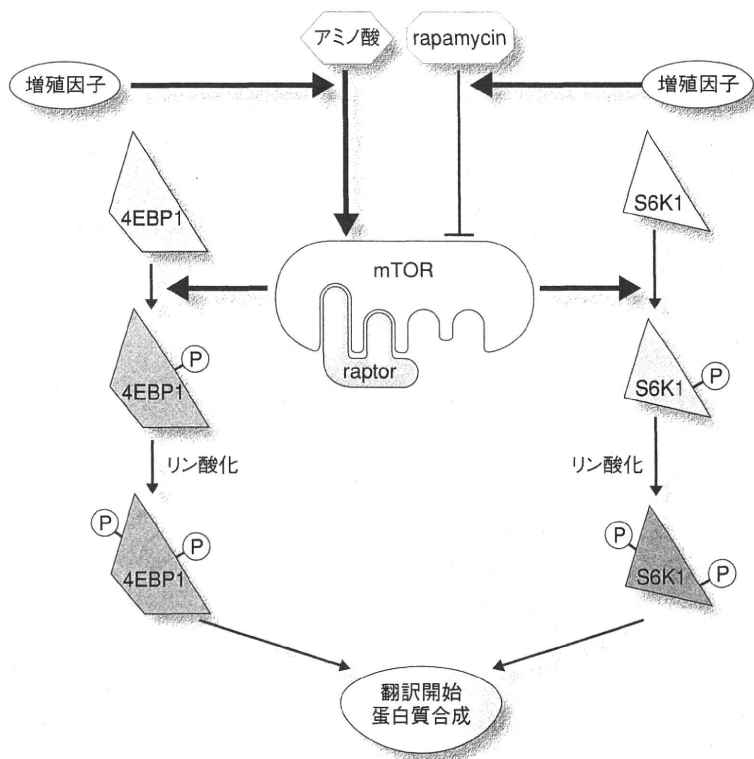 アミノ酸
rapamycin
増殖因子
増殖因子
4EBP1
S6K1
mTOR
raptor
P
4EBP1
S6K1
P
リン酸化
リン酸化
P
P
4EBP1
P
S6K1
P
翻訳開始
蛋白質合成